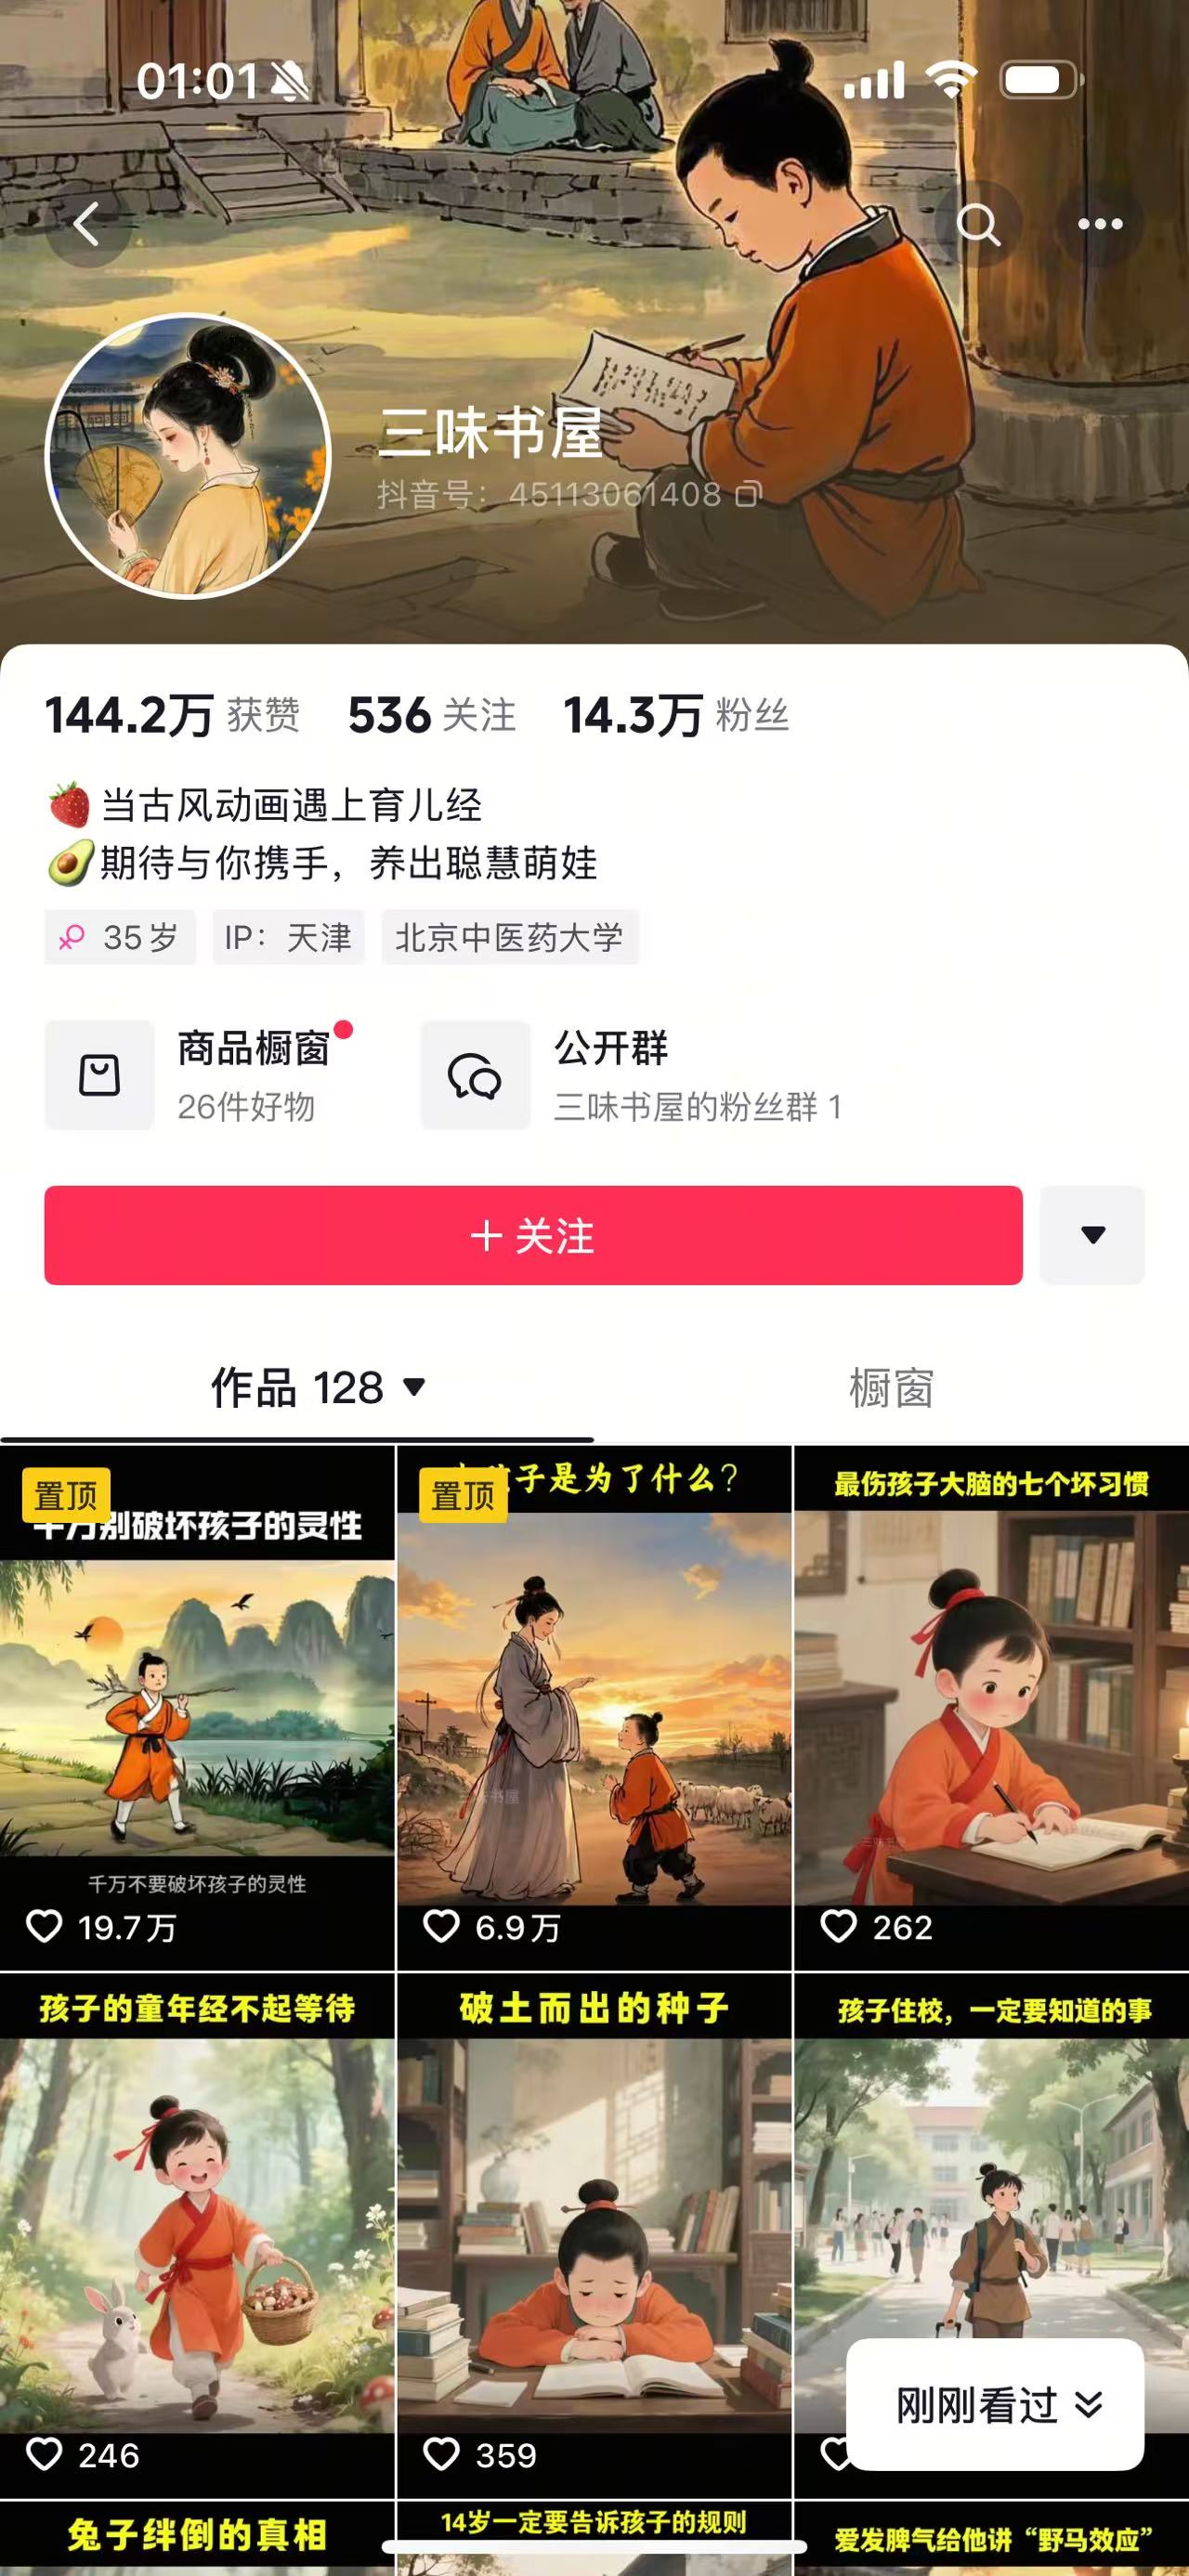 01:01
三味书屋
抖音号：45113061408
144.2万 获赞 536 关注 14.3万 粉丝
当古风动画遇上育儿经
期待与你携手，养出聪慧萌娃
35岁 IP：天津 北京中医药大学
商品橱窗
26件好物
公开群
三味书屋的粉丝群 1
关注
作品 128
橱窗
置顶
千万别破坏孩子的灵性
千万不要破坏孩子的灵性
19.7万
置顶
子是为了什么？
三味书屋
6.9万
最伤孩子大脑的七个坏习惯
三味书屋
262
孩子的童年经不起等待
246
破土而出的种子
359
孩子住校，一定要知道的事
刚刚看过
兔子绊倒的真相
14岁一定要告诉孩子的规则
爱发脾气给他讲“野马效应”